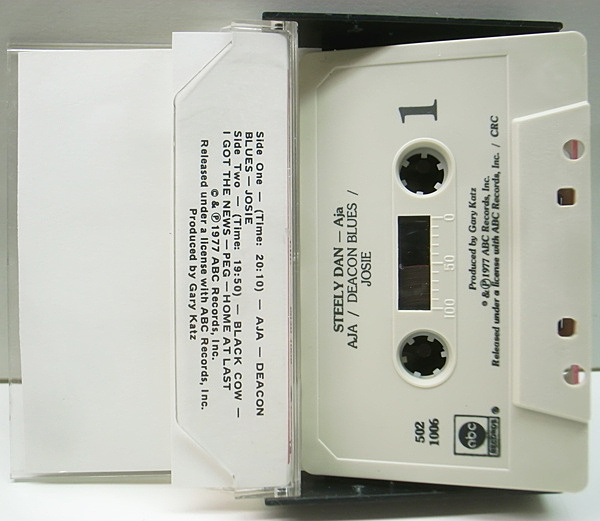 Side One — (Time: 20:10) — AJA — DEACON
BLUES — JOSIE
Side Two — (Time: 19:50) — BLACK COW —
I GOT THE NEWS — PEG — HOME AT LAST
© & ℗ 1977 ABC Records, Inc.
Released under a license with ABC Records, Inc.
Produced by Gary Katz
1
STEELY DAN — Aja
AJA / DEACON BLUES /
JOSIE
0 50 100
Produced by Gary Katz
© & ℗ 1977 ABC Records, Inc.
Released under a license with ABC Records, Inc. / CRC
502
1006
abc
RECORDS